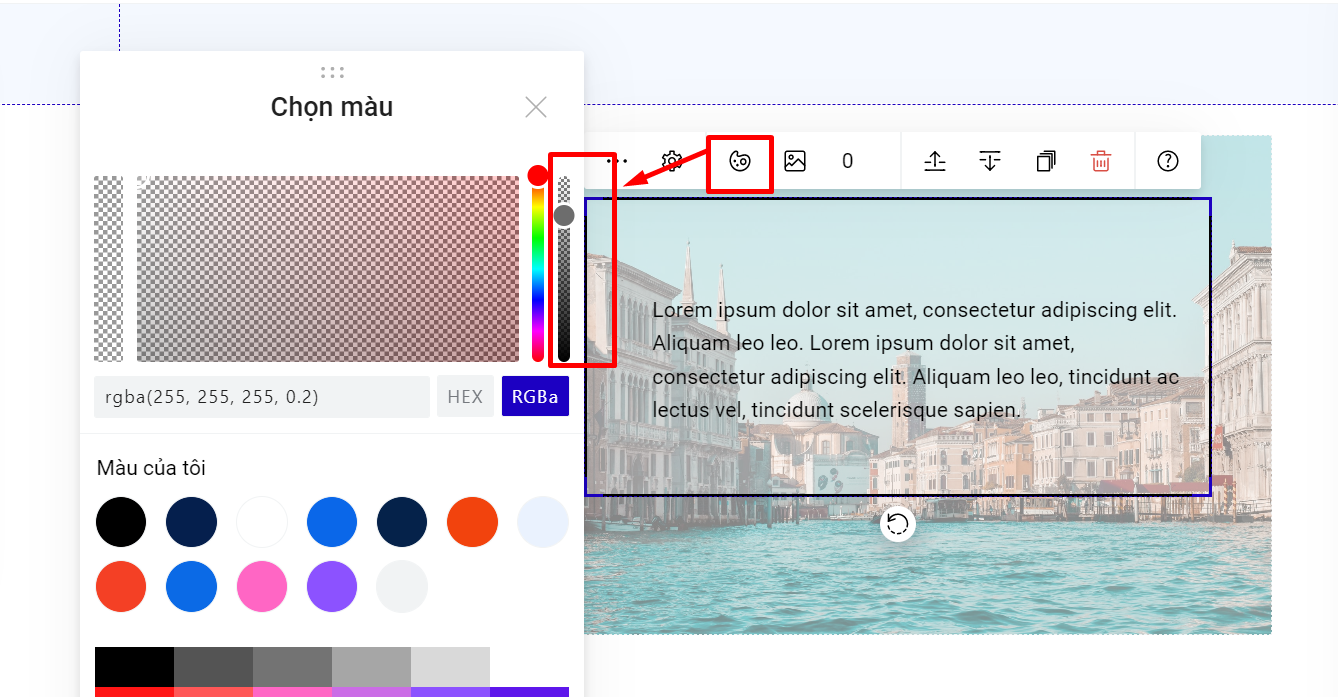 Chọn màu
0
rgba(255, 255, 255, 0.2)
HEX
RGBa
Màu của tôi
Lorem ipsum dolor sit amet, consectetur adipiscing elit.
Aliquam leo leo. Lorem ipsum dolor sit amet,
consectetur adipiscing elit. Aliquam leo leo, tincidunt ac
lectus vel, tincidunt scelerisque sapien.